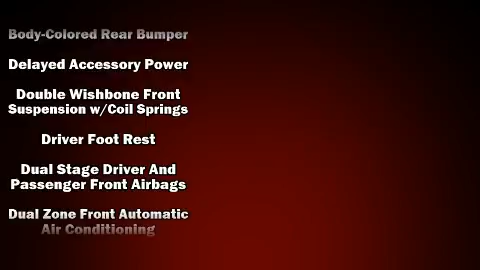 Body-Colored Rear Bumper
Delayed Accessory Power
Double Wishbone Front
Suspension w/Coil Springs
Driver Foot Rest
Dual Stage Driver And
Passenger Front Airbags
Dual Zone Front Automatic
Air Conditioning